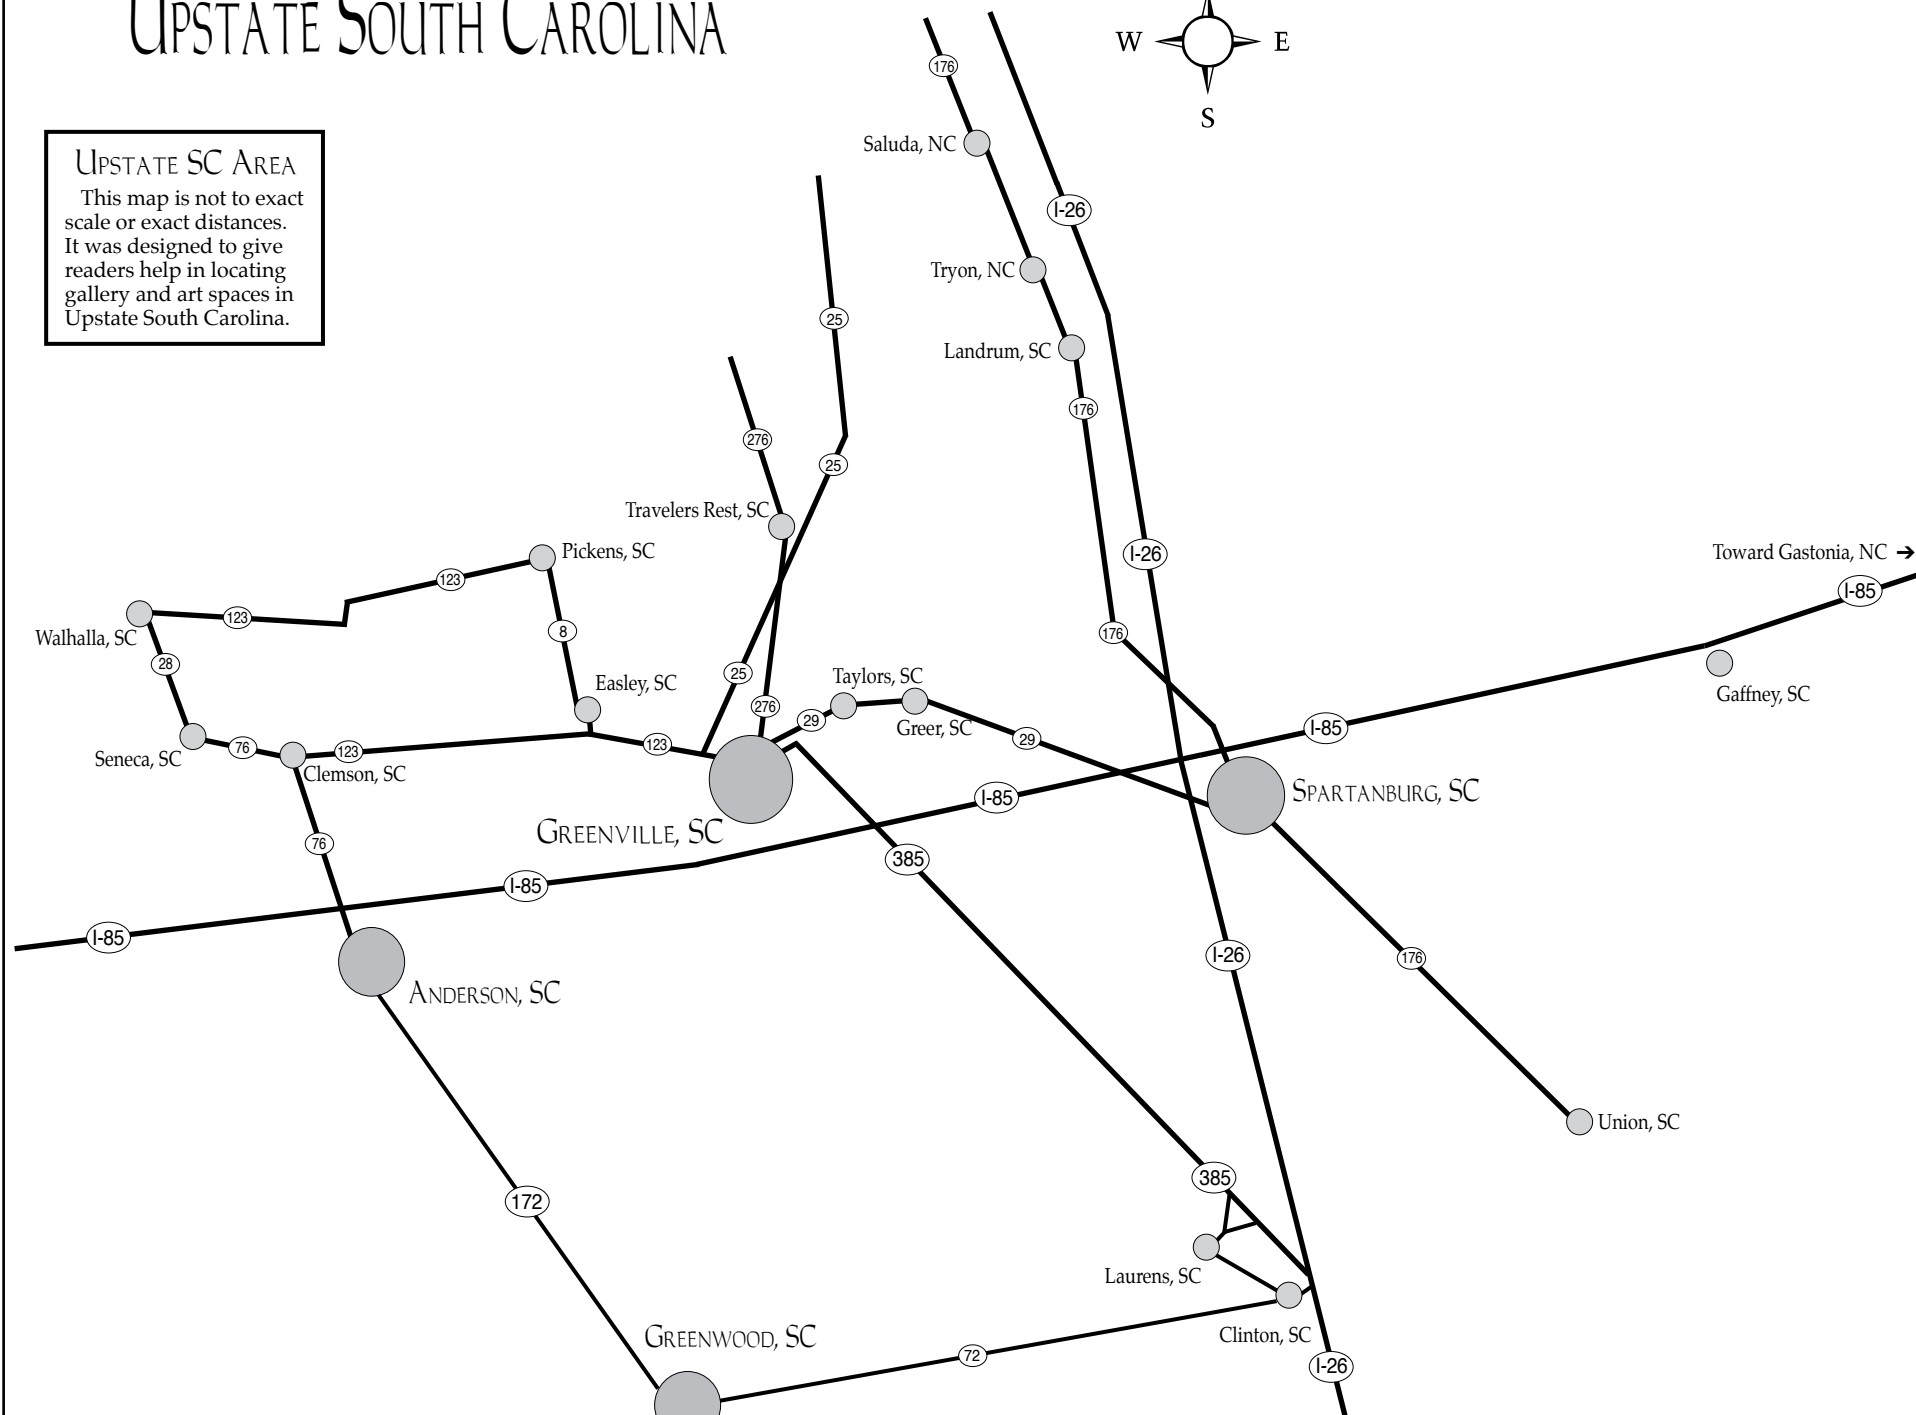 UPSTATE SOUTH CAROLINA
W
E
S
UPSTATE SC AREA
This map is not to exact
scale or exact distances.
It was designed to give
readers help in locating
gallery and art spaces in
Upstate South Carolina.
176
Saluda, NC
I-26
Tryon, NC
25
Landrum, SC
176
276
25
Travelers Rest, SC
Pickens, SC
I-26
Toward Gastonia, NC ➔
123
I-85
123
8
176
Walhalla, SC
28
25
Taylors, SC
Easley, SC
Gaffney, SC
276
29
Greer, SC
I-85
29
Seneca, SC
76
123
123
Clemson, SC
SPARTANBURG, SC
I-85
GREENVILLE, SC
76
385
I-85
I-85
I-26
176
ANDERSON, SC
Union, SC
385
172
Laurens, SC
GREENWOOD, SC
Clinton, SC
72
I-26